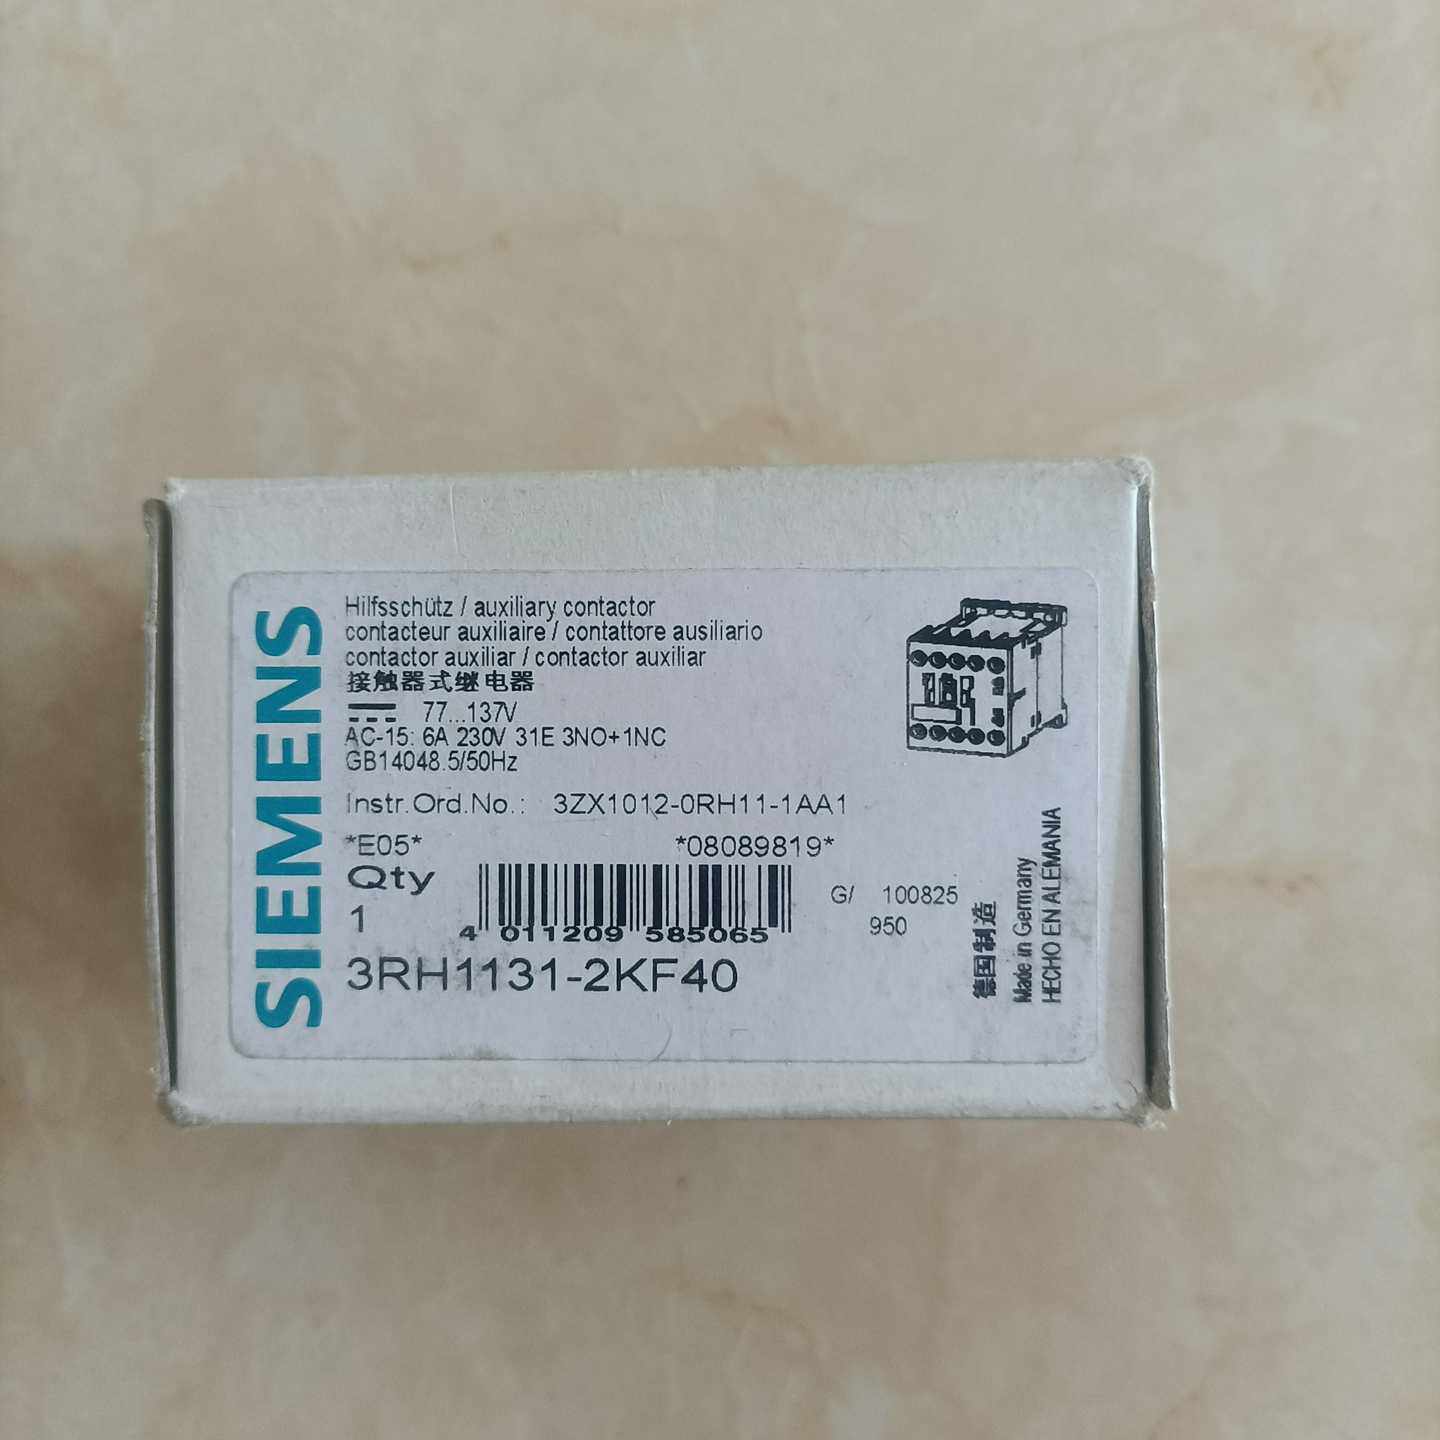 SIEMENS
Hilfsschütz / auxiliary contactor
contacteur auxiliaire / contattore ausiliario
contactor auxiliar / contactor auxiliar
接触器式继电器
77...137V
AC-15: 6A 230V 31E 3NO+1NC
GB14048.5/50Hz
Instr.Ord.No.: 3ZX1012-0RH11-1AA1
*E05* *08089819*
Qty
1
4 011209 585065
G/ 100825
950
3RH1131-2KF40
德国制造
Made in Germany
HECHO EN ALEMANIA